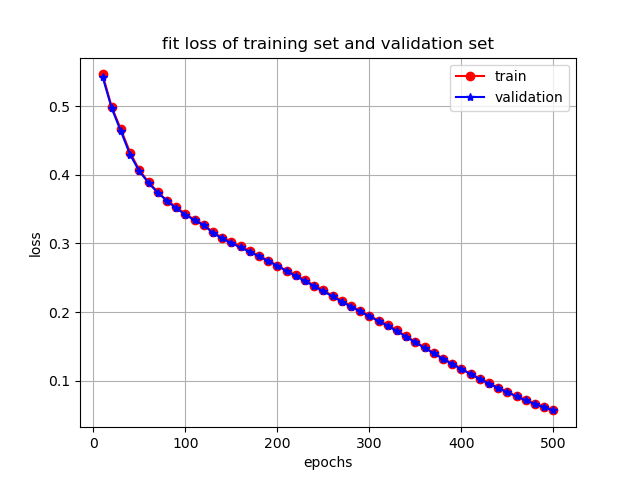 fit loss of training set and validation set
train
validation
0.5
0.4
0.3
0.2
0.1
loss
0 100 200 300 400 500
epochs